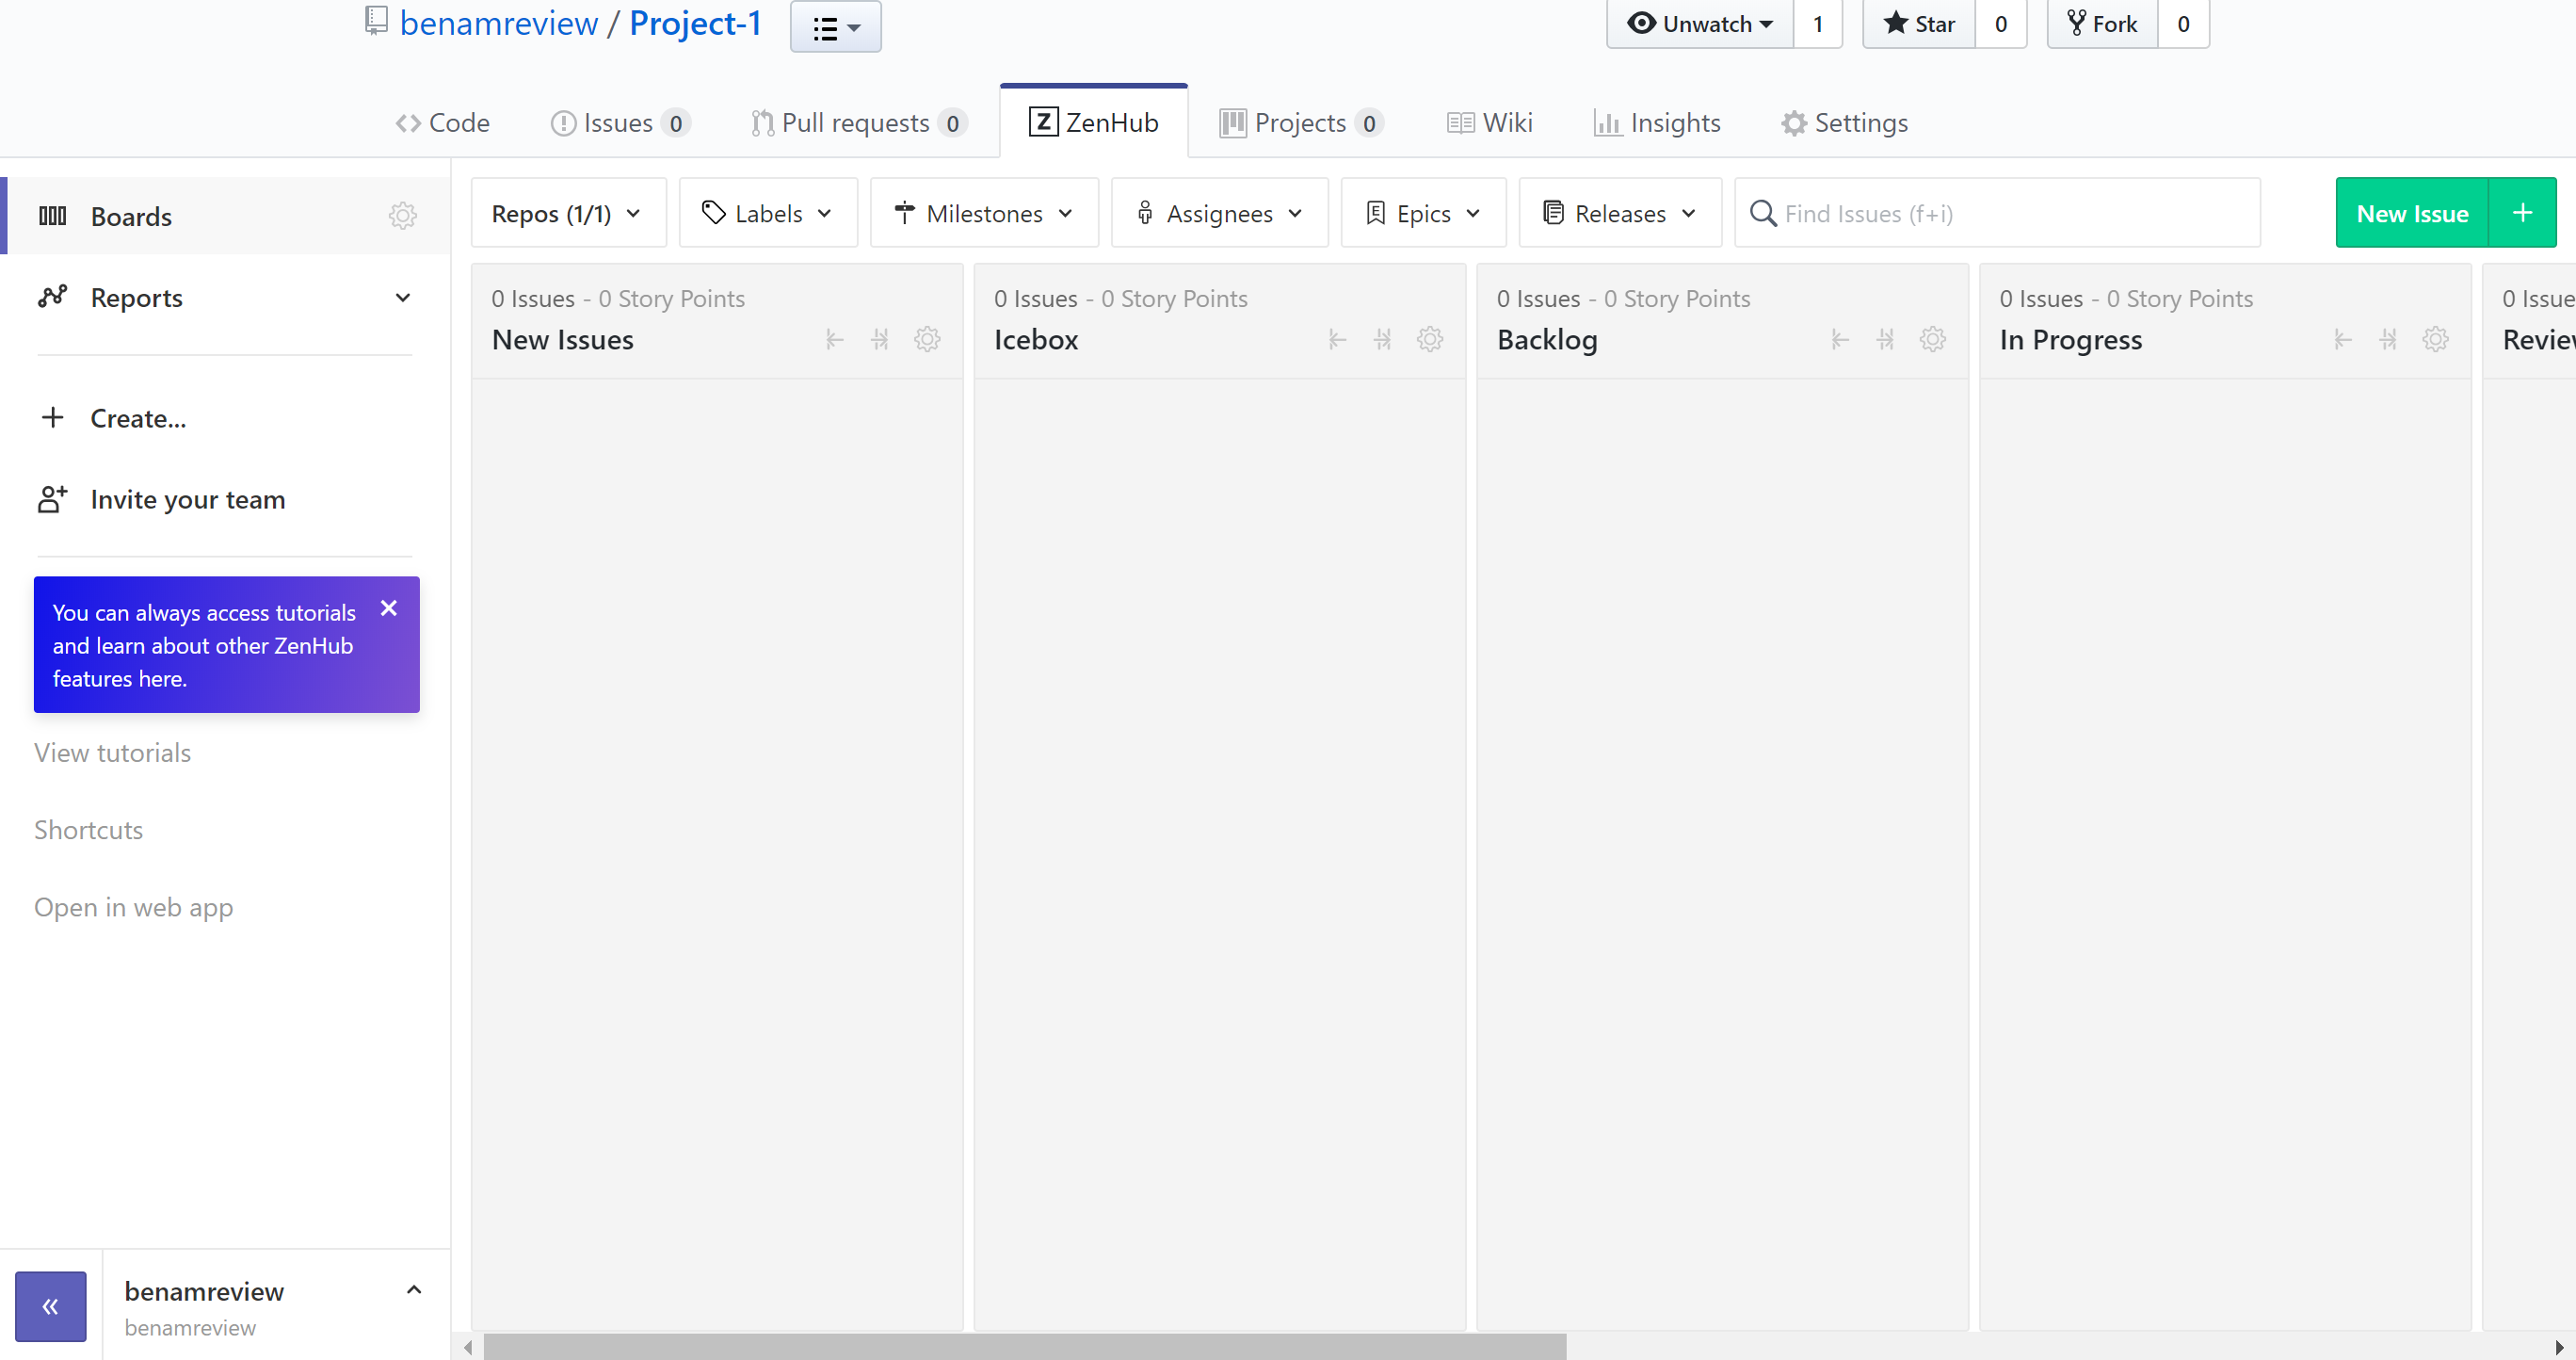 benamreview / Project-1
Unwatch 1 Star 0 Fork 0
Code Issues 0 Pull requests 0 Z ZenHub Projects 0 Wiki Insights Settings
Boards
Reports
Create...
Invite your team
You can always access tutorials
and learn about other ZenHub
features here.
View tutorials
Shortcuts
Open in web app
benamreview
benamreview
Repos (1/1) Labels Milestones Assignees E Epics Releases Find Issues (f+i) New Issue +
0 Issues - 0 Story Points
New Issues
0 Issues - 0 Story Points
Icebox
0 Issues - 0 Story Points
Backlog
0 Issues - 0 Story Points
In Progress
0 Issue
Review